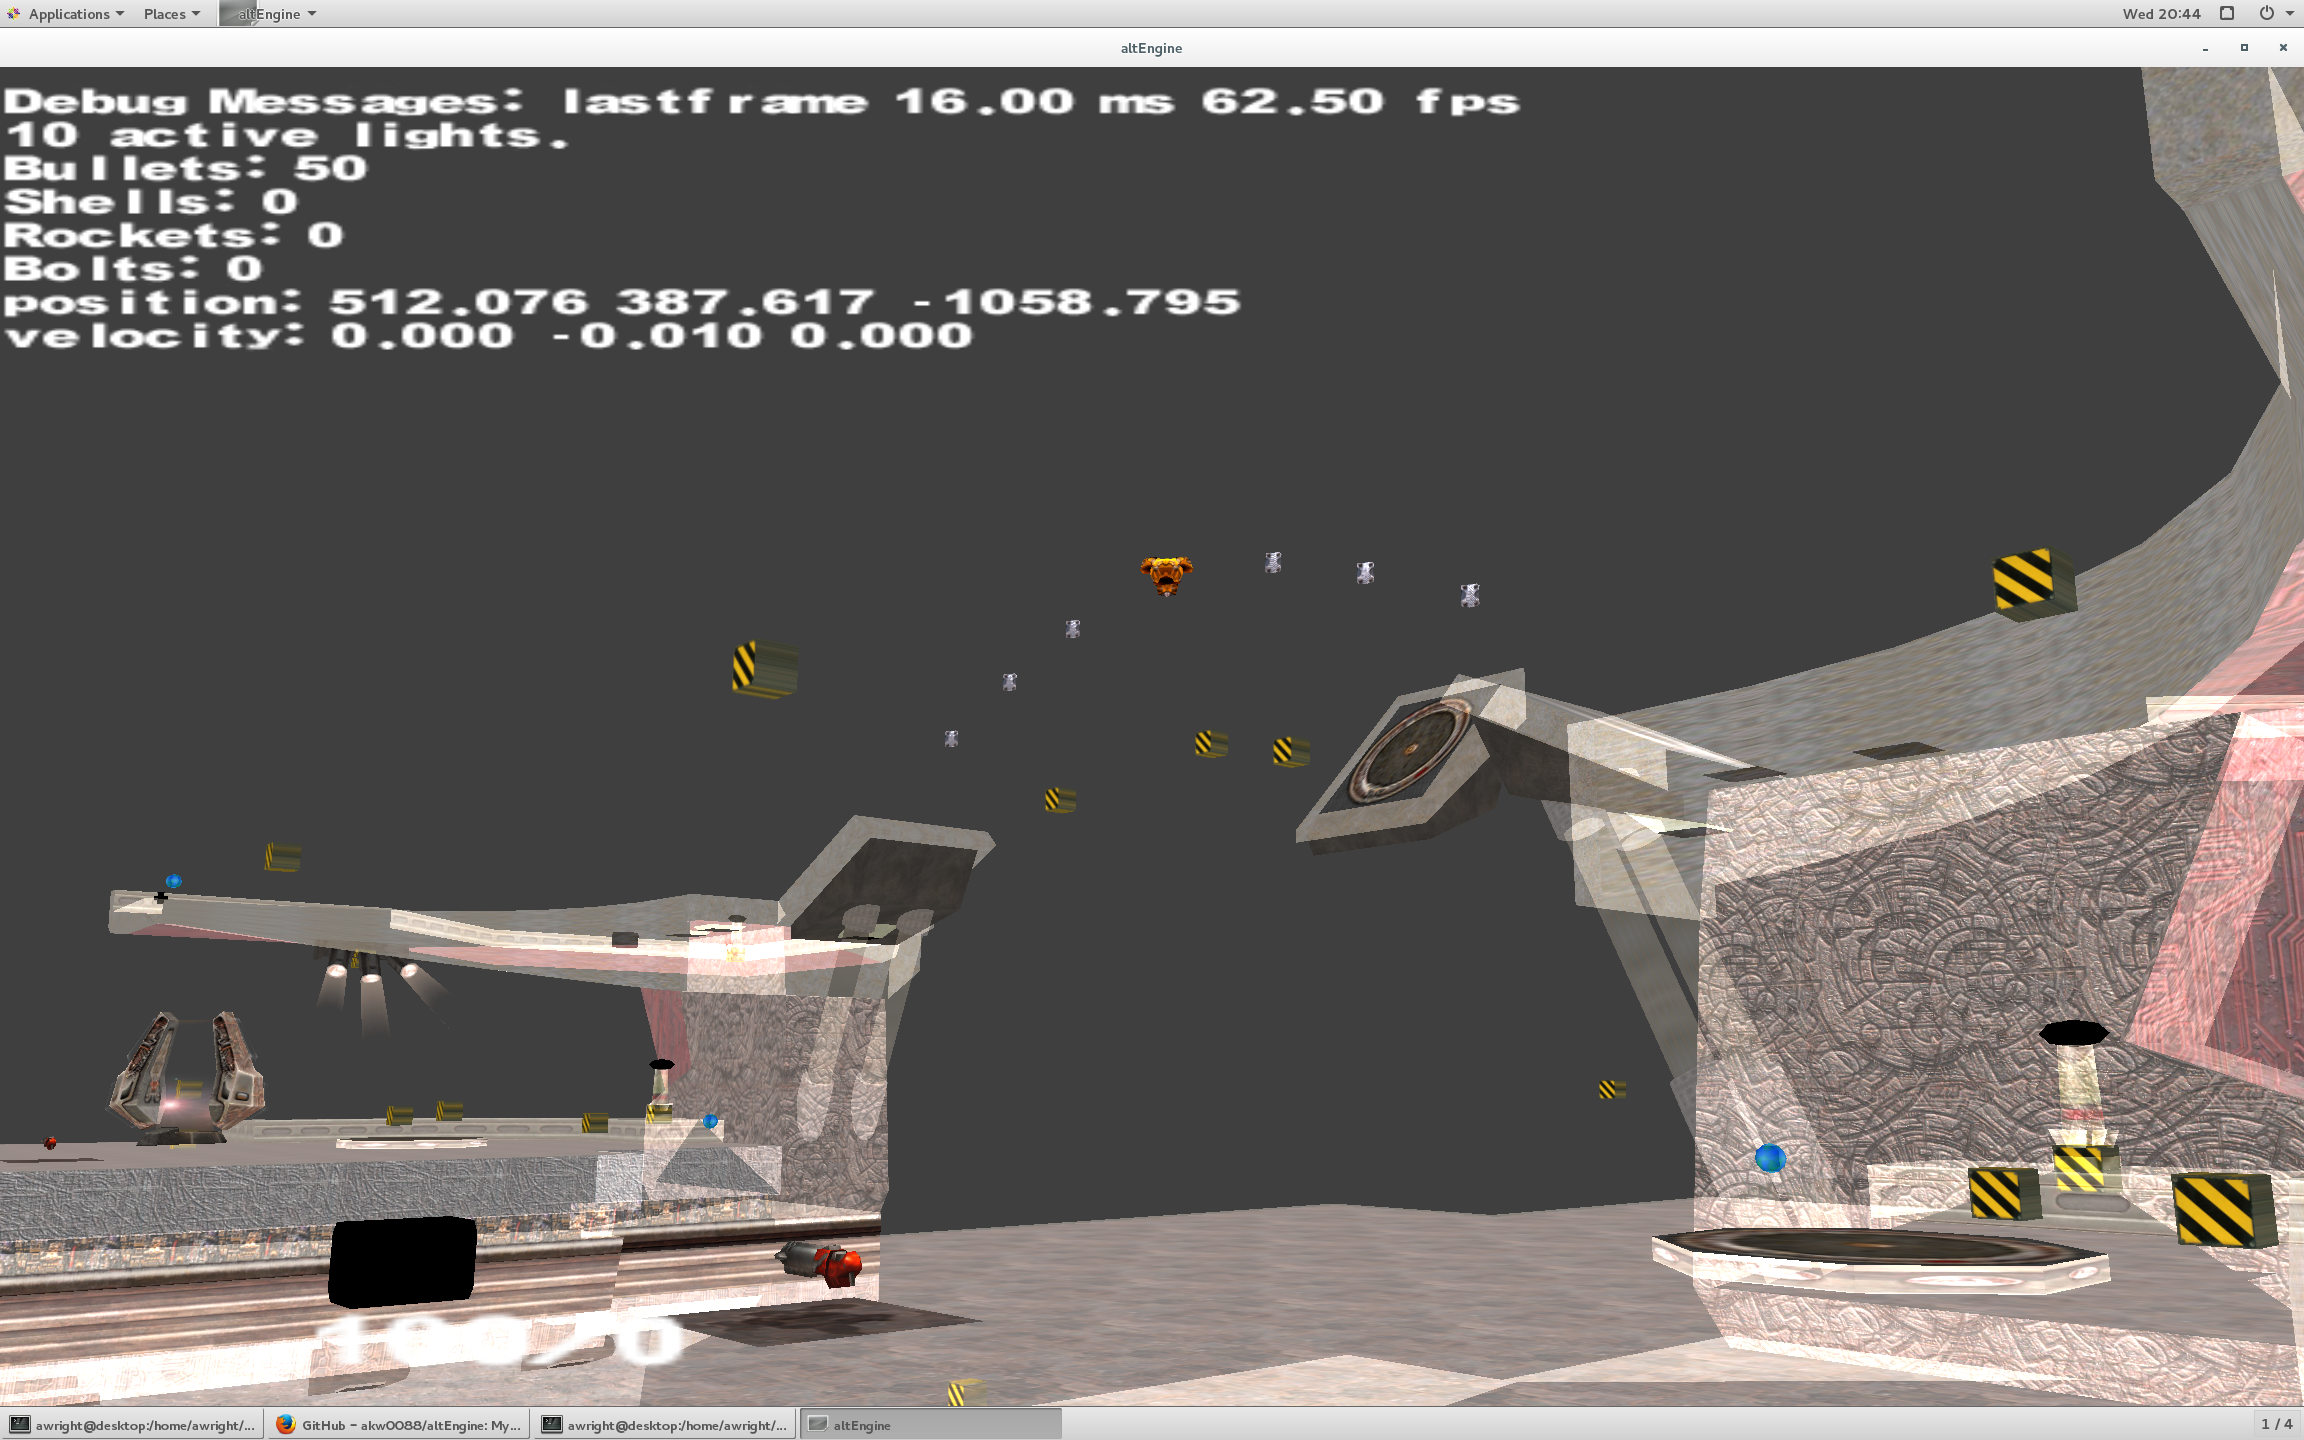 Applications Places altEngine Wed 20:44
altEngine
Debug Messages: lastframe 16.00 ms 62.50 fps
10 active lights.
Bullets: 50
Shells: 0
Rockets: 0
Bolts: 0
position: 512.076 387.617 -1058.795
velocity: 0.000 -0.010 0.000
awright@desktop:/home/awright/... GitHub - akw0088/altEngine: My... awright@desktop:/home/awright/... altEngine 1 / 4